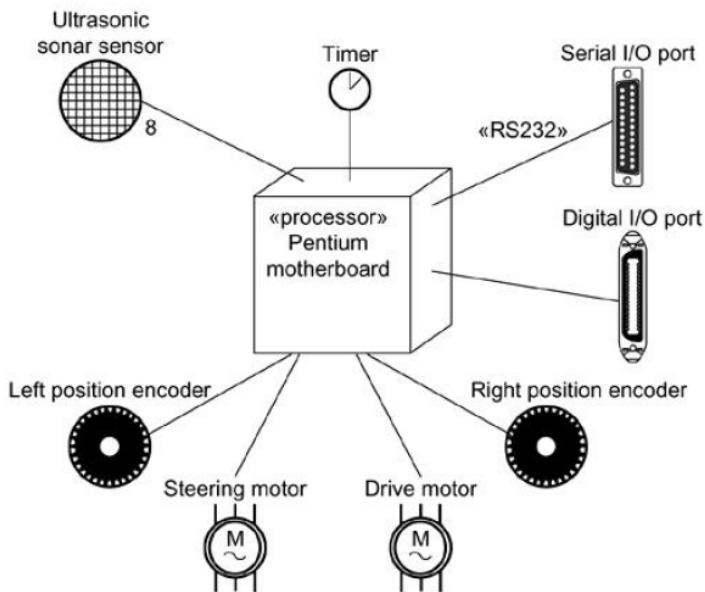 Ultrasonic
sonar sensor
Timer
Serial I/O port
8
«RS232»
«processor»
Pentium
motherboard
Digital I/O port
Left position encoder
Right position encoder
Steering motor
Drive motor
M
M